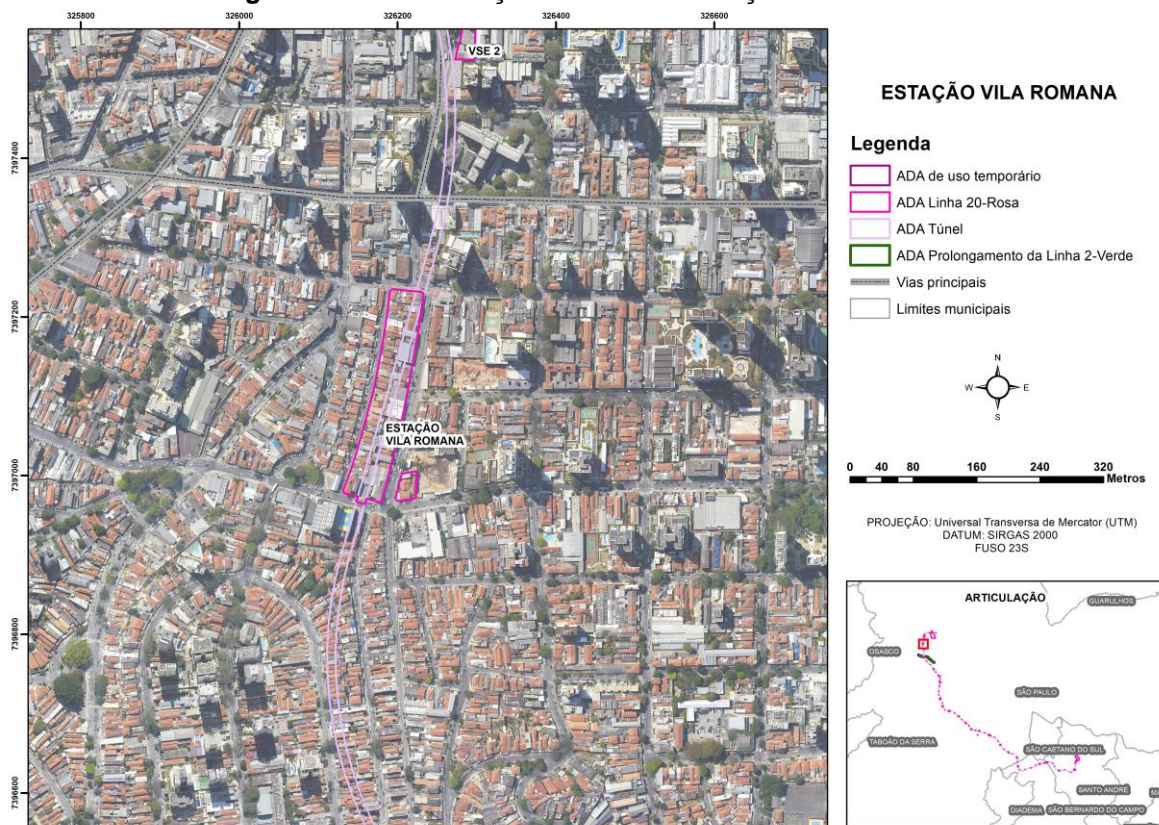 325800 326000 326200 326400 326600
VSE 2
7397400
7397200
7397000
7396800
7396600
ESTAÇÃO
VILA ROMANA
ESTAÇÃO VILA ROMANA
Legenda
ADA de uso temporário
ADA Linha 20-Rosa
ADA Túnel
ADA Prolongamento da Linha 2-Verde
Vias principais
Limites municipais
N
W E
S
0 40 80 160 240 320
Metros
PROJEÇÃO: Universal Transversa de Mercator (UTM)
DATUM: SIRGAS 2000
FUSO 23S
ARTICULAÇÃO
GUARULHOS
OSASCO
SÃO PAULO
TABOÃO DA SERRA
SÃO CAETANO DO SUL
SANTO ANDRÉ
DIADEMA
SÃO BERNARDO DO CAMPO